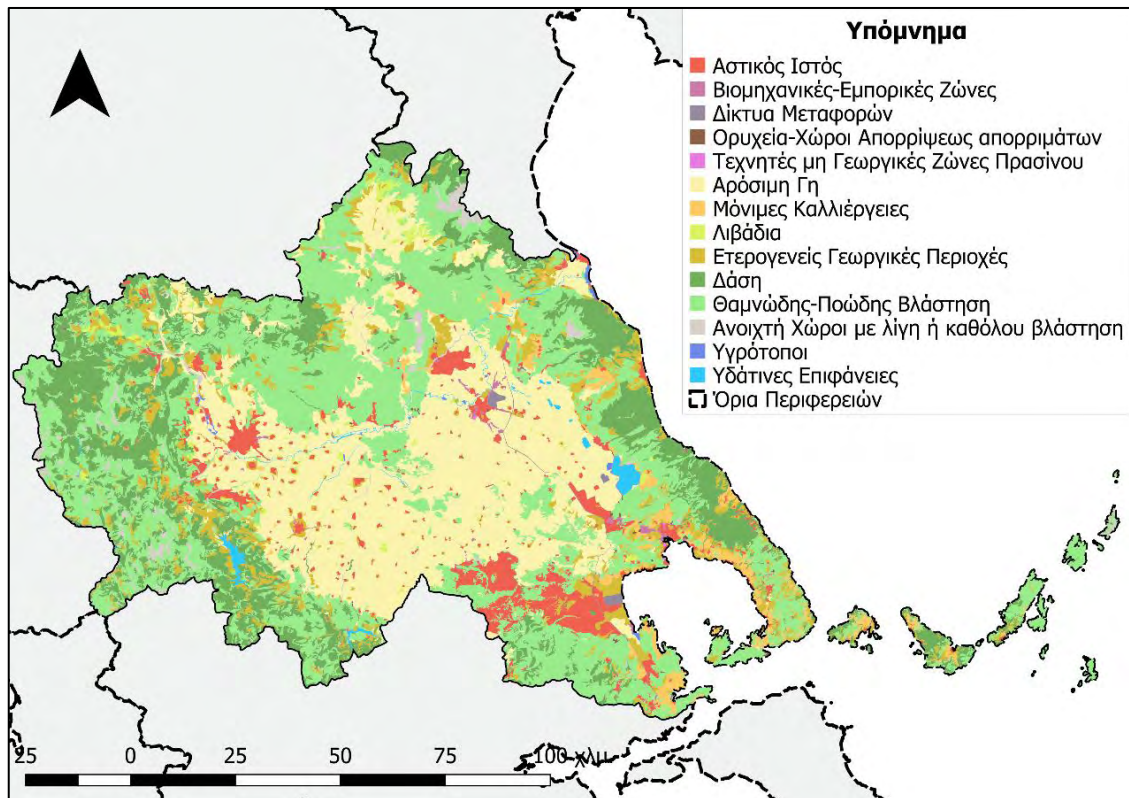 Υπόμνημα
Αστικός Ιστός
Βιομηχανικές-Εμπορικές Ζώνες
Δίκτυα Μεταφορών
Ορυχεία-Χώροι Απορρίψεως απορριμάτων
Τεχνητές μη Γεωργικές Ζώνες Πρασίνου
Αρόσιμη Γη
Μόνιμες Καλλιέργειες
Λιβάδια
Ετερογενείς Γεωργικές Περιοχές
Δάση
Θαμνώδης-Ποώδης Βλάστηση
Ανοιχτή Χώροι με λίγη ή καθόλου βλάστηση
Υγρότοποι
Υδάτινες Επιφάνειες
Όρια Περιφερειών
25 0 25 50 75 100 χλμ